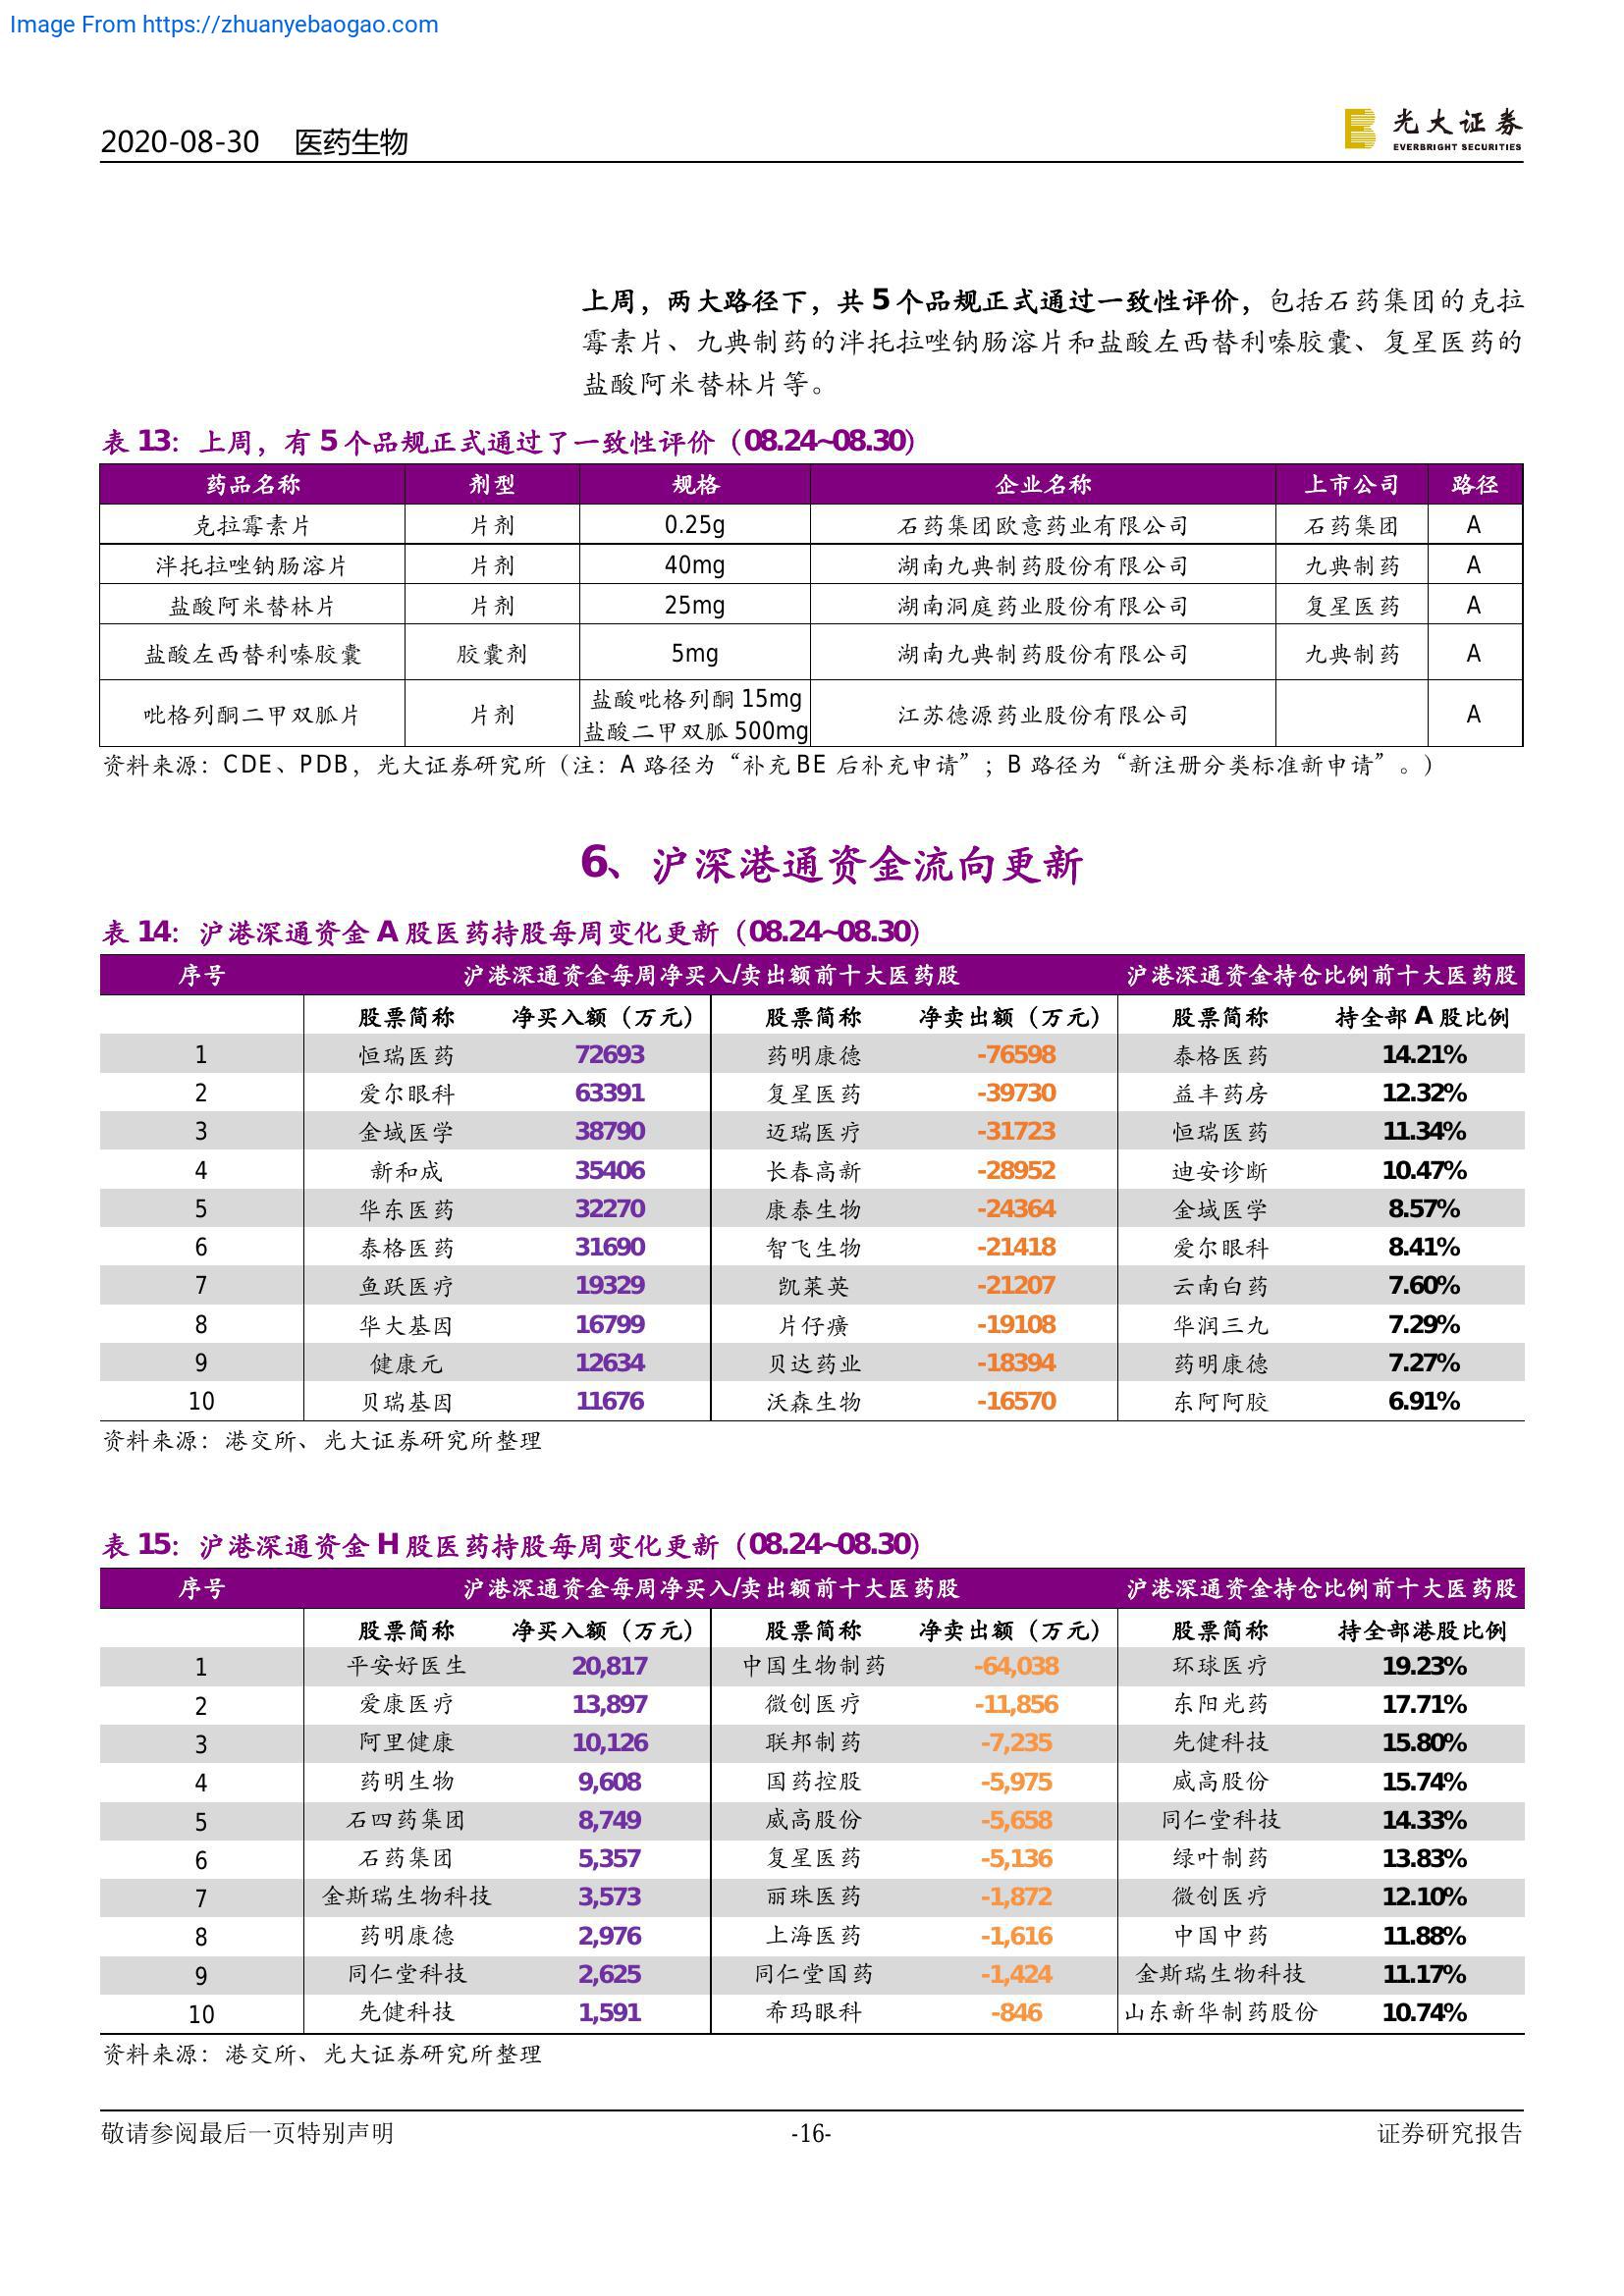 Image From https://zhuanyebaogao.com
2020-08-30 医药生物
光大证券
EVERBRIGHT SECURITIES
上周，两大路径下，共 5 个品规正式通过一致性评价，包括石药集团的克拉
霉素片、九典制药的泮托拉唑钠肠溶片和盐酸左西替利嗪胶囊、复星医药的
盐酸阿米替林片等。
表 13：上周，有 5 个品规正式通过了一致性评价（08.24~08.30）
药品名称 剂型 规格 企业名称 上市公司 路径
克拉霉素片 片剂 0.25g 石药集团欧意药业有限公司 石药集团 A
泮托拉唑钠肠溶片 片剂 40mg 湖南九典制药股份有限公司 九典制药 A
盐酸阿米替林片 片剂 25mg 湖南洞庭药业股份有限公司 复星医药 A
盐酸左西替利嗪胶囊 胶囊剂 5mg 湖南九典制药股份有限公司 九典制药 A
盐酸吡格列酮 15mg
吡格列酮二甲双胍片 片剂 江苏德源药业股份有限公司 A
盐酸二甲双胍 500mg
资料来源：CDE、PDB，光大证券研究所（注：A 路径为“补充 BE 后补充申请”；B 路径为“新注册分类标准新申请”。）
6、沪深港通资金流向更新
表 14：沪港深通资金 A 股医药持股每周变化更新（08.24~08.30）
序号 沪港深通资金每周净买入/卖出额前十大医药股 沪港深通资金持仓比例前十大医药股
股票简称 净买入额（万元） 股票简称 净卖出额（万元） 股票简称 持全部 A 股比例
1 恒瑞医药 72693 药明康德 -76598 泰格医药 14.21%
2 爱尔眼科 63391 复星医药 -39730 益丰药房 12.32%
3 金域医学 38790 迈瑞医疗 -31723 恒瑞医药 11.34%
4 新和成 35406 长春高新 -28952 迪安诊断 10.47%
5 华东医药 32270 康泰生物 -24364 金域医学 8.57%
6 泰格医药 31690 智飞生物 -21418 爱尔眼科 8.41%
7 鱼跃医疗 19329 凯莱英 -21207 云南白药 7.60%
8 华大基因 16799 片仔癀 -19108 华润三九 7.29%
9 健康元 12634 贝达药业 -18394 药明康德 7.27%
10 贝瑞基因 11676 沃森生物 -16570 东阿阿胶 6.91%
资料来源：港交所、光大证券研究所整理
表 15：沪港深通资金 H 股医药持股每周变化更新（08.24~08.30）
序号 沪港深通资金每周净买入/卖出额前十大医药股 沪港深通资金持仓比例前十大医药股
股票简称 净买入额（万元） 股票简称 净卖出额（万元） 股票简称 持全部港股比例
1 平安好医生 20,817 中国生物制药 -64,038 环球医疗 19.23%
2 爱康医疗 13,897 微创医疗 -11,856 东阳光药 17.71%
3 阿里健康 10,126 联邦制药 -7,235 先健科技 15.80%
4 药明生物 9,608 国药控股 -5,975 威高股份 15.74%
5 石四药集团 8,749 威高股份 -5,658 同仁堂科技 14.33%
6 石药集团 5,357 复星医药 -5,136 绿叶制药 13.83%
7 金斯瑞生物科技 3,573 丽珠医药 -1,872 微创医疗 12.10%
8 药明康德 2,976 上海医药 -1,616 中国中药 11.88%
9 同仁堂科技 2,625 同仁堂国药 -1,424 金斯瑞生物科技 11.17%
10 先健科技 1,591 希玛眼科 -846 山东新华制药股份 10.74%
资料来源：港交所、光大证券研究所整理
敬请参阅最后一页特别声明 -16- 证券研究报告